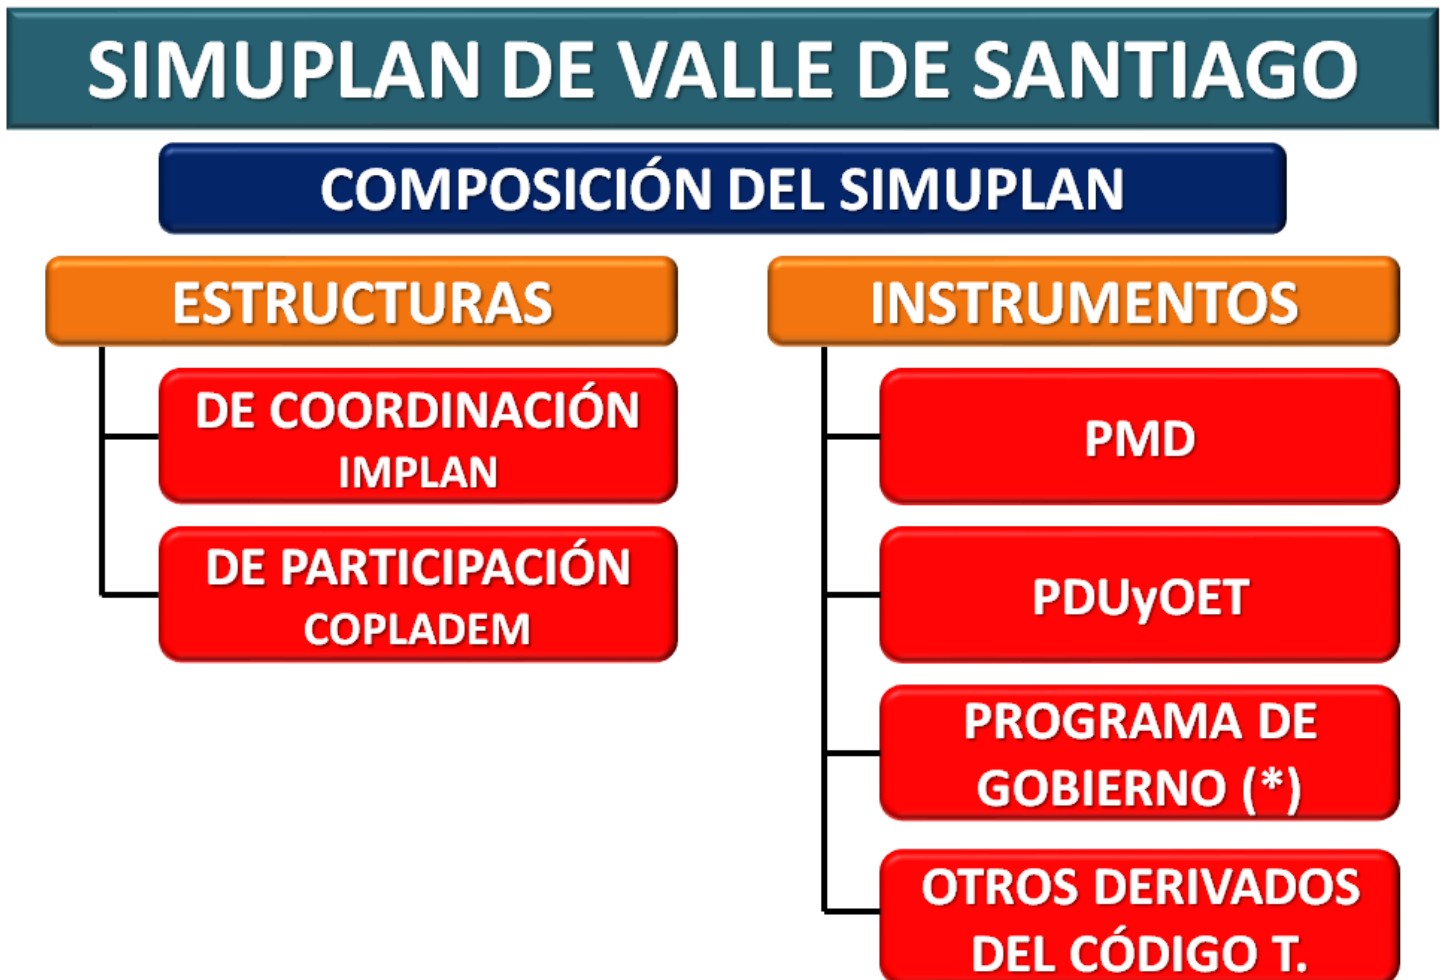 SIMUPLAN DE VALLE DE SANTIAGO
COMPOSICIÓN DEL SIMUPLAN
ESTRUCTURAS
DE COORDINACIÓN
IMPLAN
DE PARTICIPACIÓN
COPLADEM
INSTRUMENTOS
PMD
PDUyOET
PROGRAMA DE
GOBIERNO (*)
OTROS DERIVADOS
DEL CÓDIGO T.